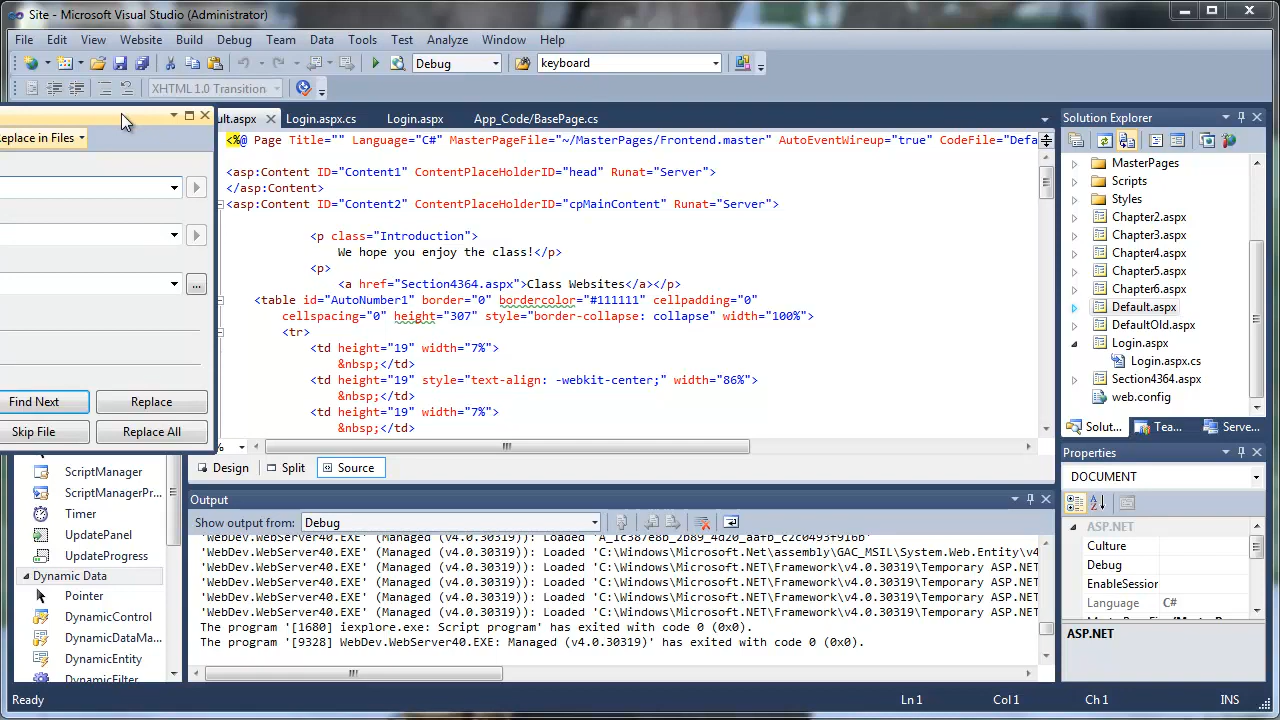 Site - Microsoft Visual Studio (Administrator)
File Edit View Website Build Debug Team Data Tools Test Analyze Window Help
Debug keyboard
XHTML 1.0 Transition
ult.aspx Login.aspx.cs Login.aspx App_Code/BasePage.cs
eplace in Files
Find Next Replace
Skip File Replace All
<%@ Page Title="" Language="C#" MasterPageFile="~/MasterPages/Frontend.master" AutoEventWireup="true" CodeFile="Defa
<asp:Content ID="Content1" ContentPlaceHolderID="head" Runat="Server">
</asp:Content>
<asp:Content ID="Content2" ContentPlaceHolderID="cpMainContent" Runat="Server">
<p class="Introduction">
We hope you enjoy the class!</p>
<p>
<a href="Section4364.aspx">Class Websites</a></p>
<table id="AutoNumber1" border="0" bordercolor="#111111" cellpadding="0"
cellspacing="0" height="307" style="border-collapse: collapse" width="100%">
<tr>
<td height="19" width="7%">
&nbsp;</td>
<td height="19" style="text-align: -webkit-center;" width="86%">
&nbsp;</td>
<td height="19" width="7%">
&nbsp;</td>
%
Design Split Source
Solution Explorer
MasterPages
Scripts
Styles
Chapter2.aspx
Chapter3.aspx
Chapter4.aspx
Chapter5.aspx
Chapter6.aspx
Default.aspx
DefaultOld.aspx
Login.aspx
Login.aspx.cs
Section4364.aspx
web.config
Solut... Tea... Serve...
ScriptManager
ScriptManagerPr...
Timer
UpdatePanel
UpdateProgress
Dynamic Data
Pointer
DynamicControl
DynamicDataMa...
DynamicEntity
DynamicFilter
Output
Show output from: Debug
'WebDev.WebServer40.EXE' (Managed (v4.0.30319)): Loaded 'A_1c387e8b_2b89_4d20_aafb_c2c0493f916b'
'WebDev.WebServer40.EXE' (Managed (v4.0.30319)): Loaded 'C:\Windows\Microsoft.Net\assembly\GAC_MSIL\System.Web.Entity\v4
'WebDev.WebServer40.EXE' (Managed (v4.0.30319)): Loaded 'C:\Windows\Microsoft.NET\Framework\v4.0.30319\Temporary ASP.NET
'WebDev.WebServer40.EXE' (Managed (v4.0.30319)): Loaded 'C:\Windows\Microsoft.NET\Framework\v4.0.30319\Temporary ASP.NET
'WebDev.WebServer40.EXE' (Managed (v4.0.30319)): Loaded 'C:\Windows\Microsoft.NET\Framework\v4.0.30319\Temporary ASP.NET
'WebDev.WebServer40.EXE' (Managed (v4.0.30319)): Loaded 'C:\Windows\Microsoft.NET\Framework\v4.0.30319\Temporary ASP.NET
The program '[1680] iexplore.exe: Script program' has exited with code 0 (0x0).
The program '[9328] WebDev.WebServer40.EXE: Managed (v4.0.30319)' has exited with code 0 (0x0).
Properties
DOCUMENT
ASP.NET
Culture
Debug
EnableSession
Language C#
ASP.NET
Ready Ln 1 Col 1 Ch 1 INS